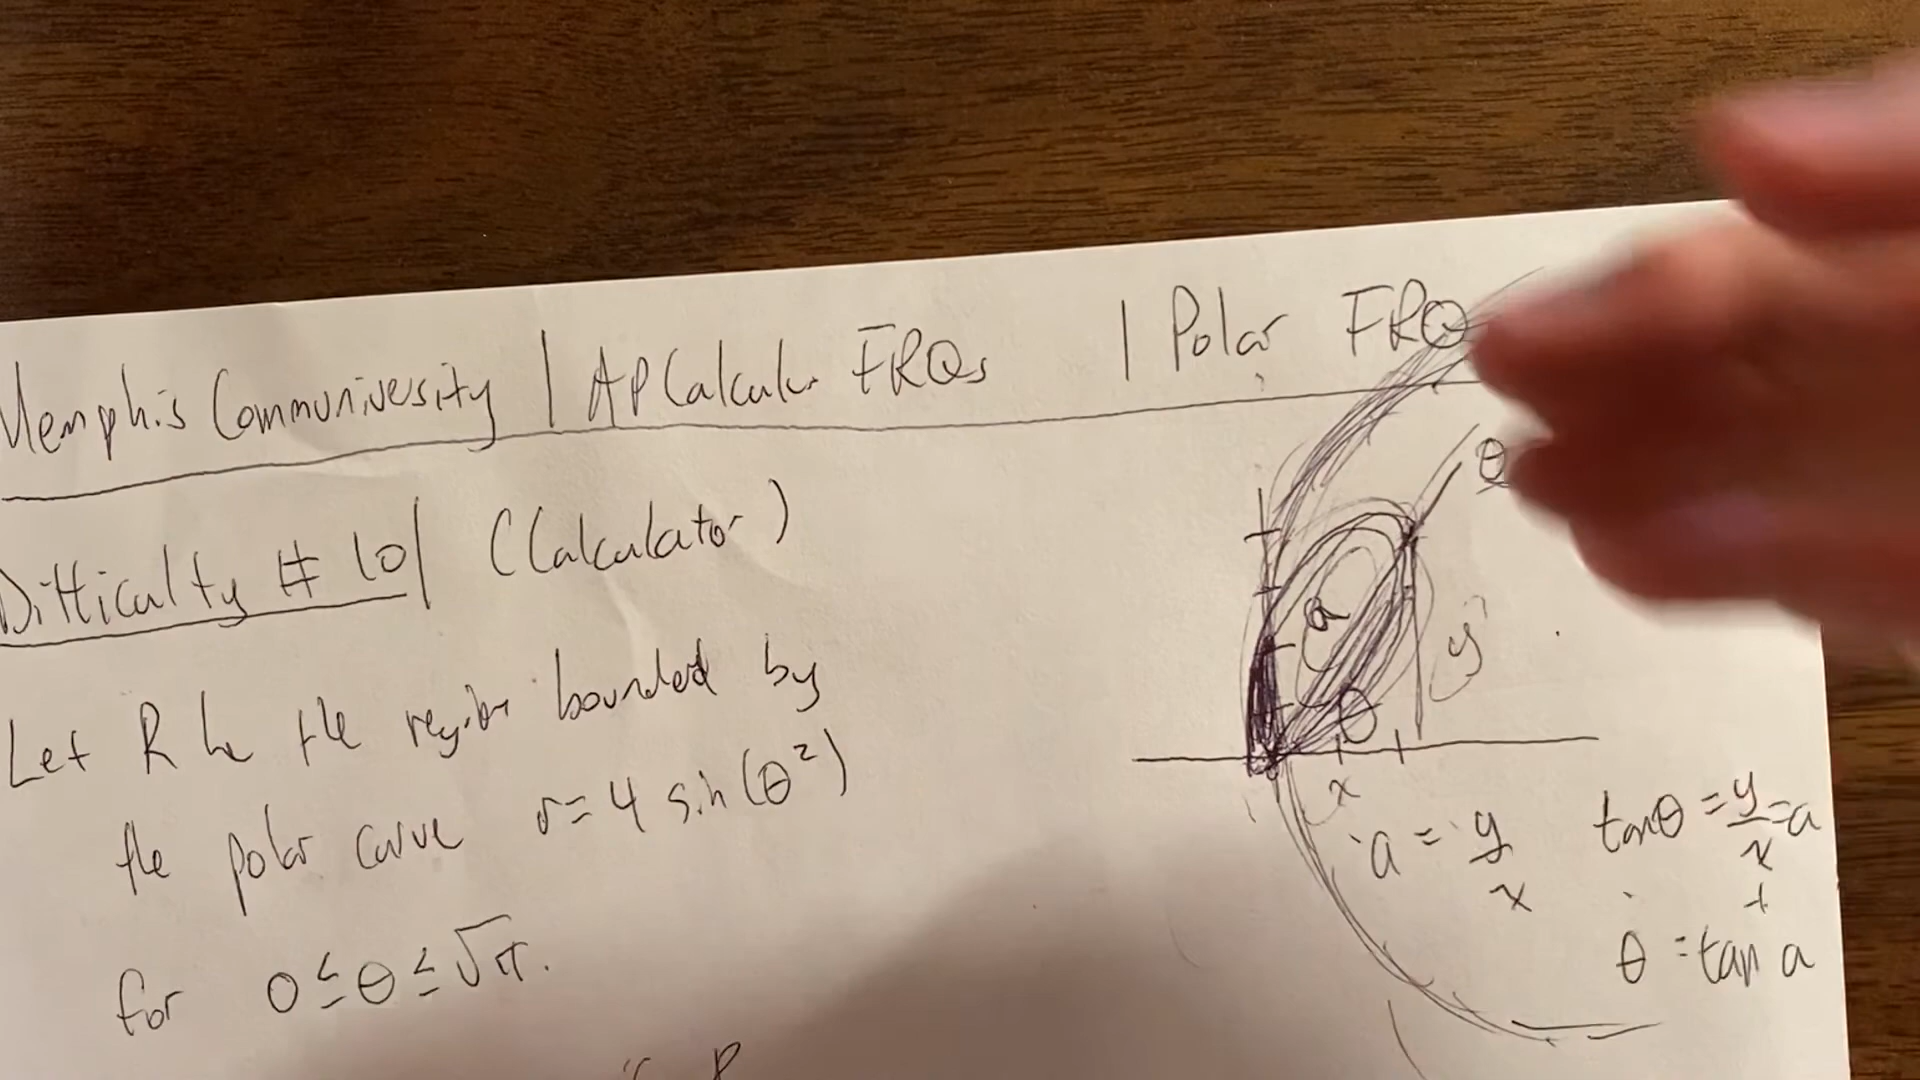 Memphis Communiversity | AP Calculus FRQs | Polar FRQ
Difficulty # 10 | (Calculator)
Let R be the region bounded by
the polar curve r = 4 sin(θ²)
for 0 ≤ θ ≤ √π.
R
θ
a
y
θ
x
a = y/x
tanθ = y/x = a
θ = tan a